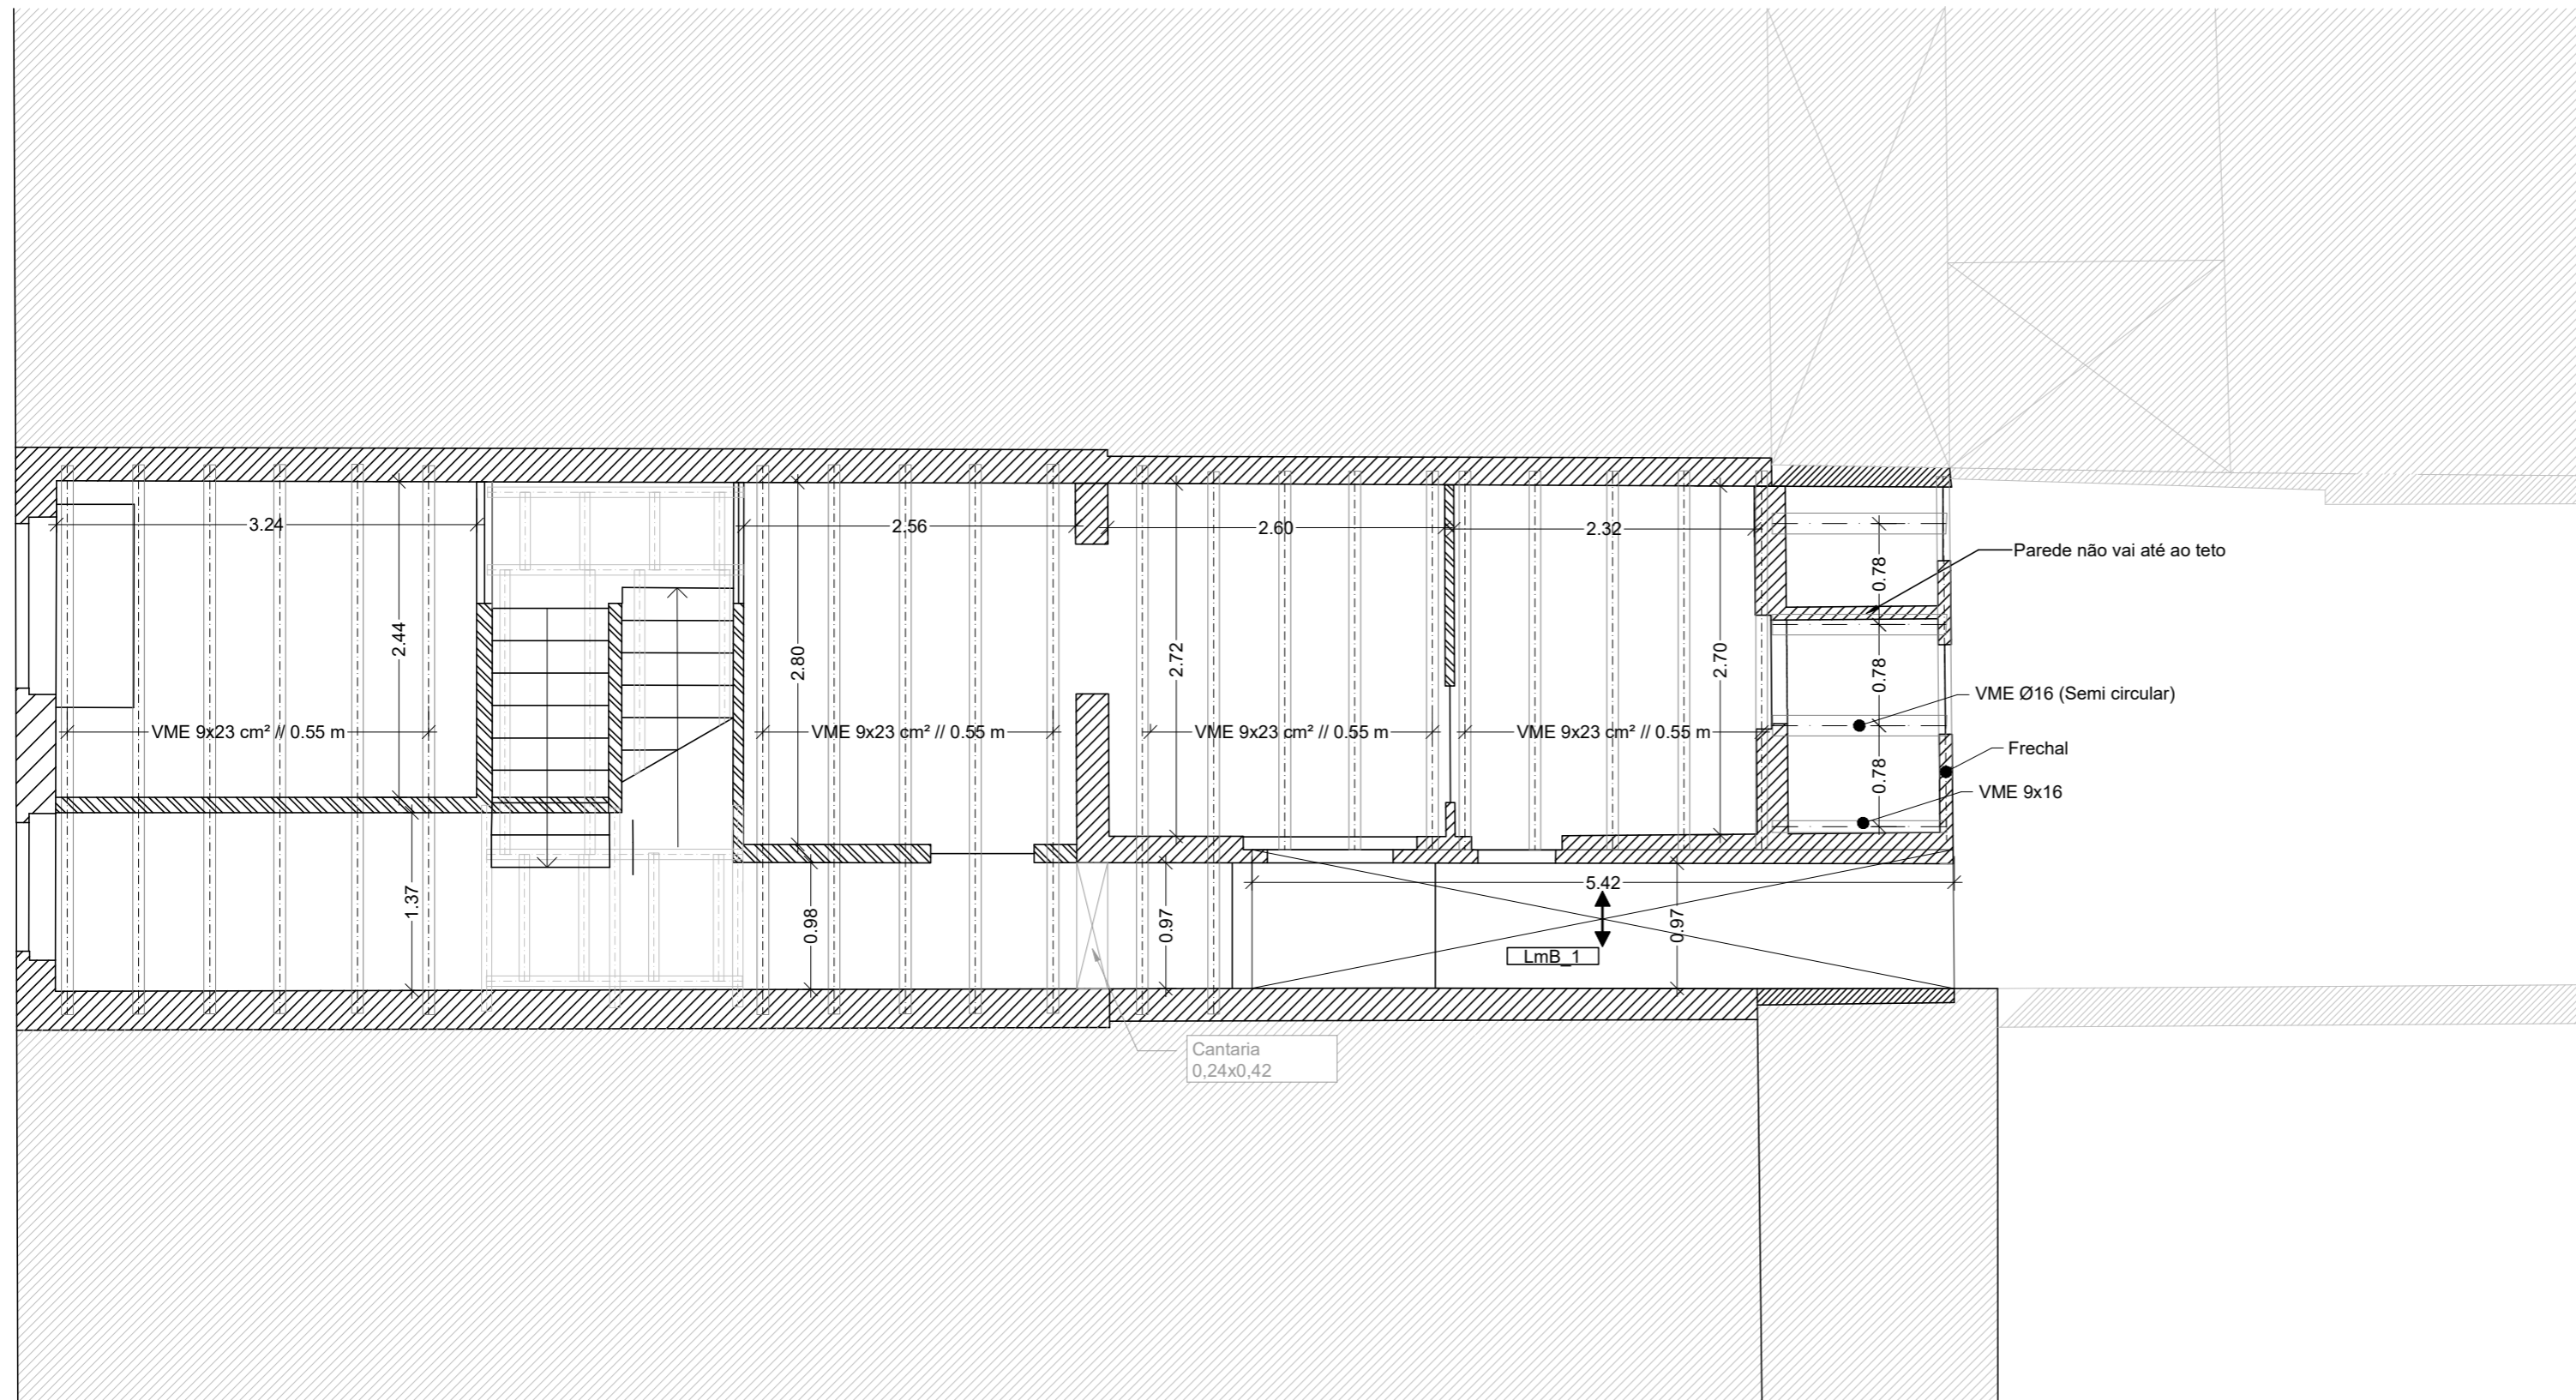 3.24
2.56
2.60
2.32
Parede não vai até ao teto
0.78
2.44
2.80
2.72
2.70
0.78
VME Ø16 (Semi circular)
VME 9x23 cm² // 0.55 m
VME 9x23 cm² // 0.55 m
VME 9x23 cm² // 0.55 m
VME 9x23 cm² // 0.55 m
Frechal
0.78
VME 9x16
5.42
1.37
0.98
0.97
0.97
LmB_1
Cantaria
0,24x0,42